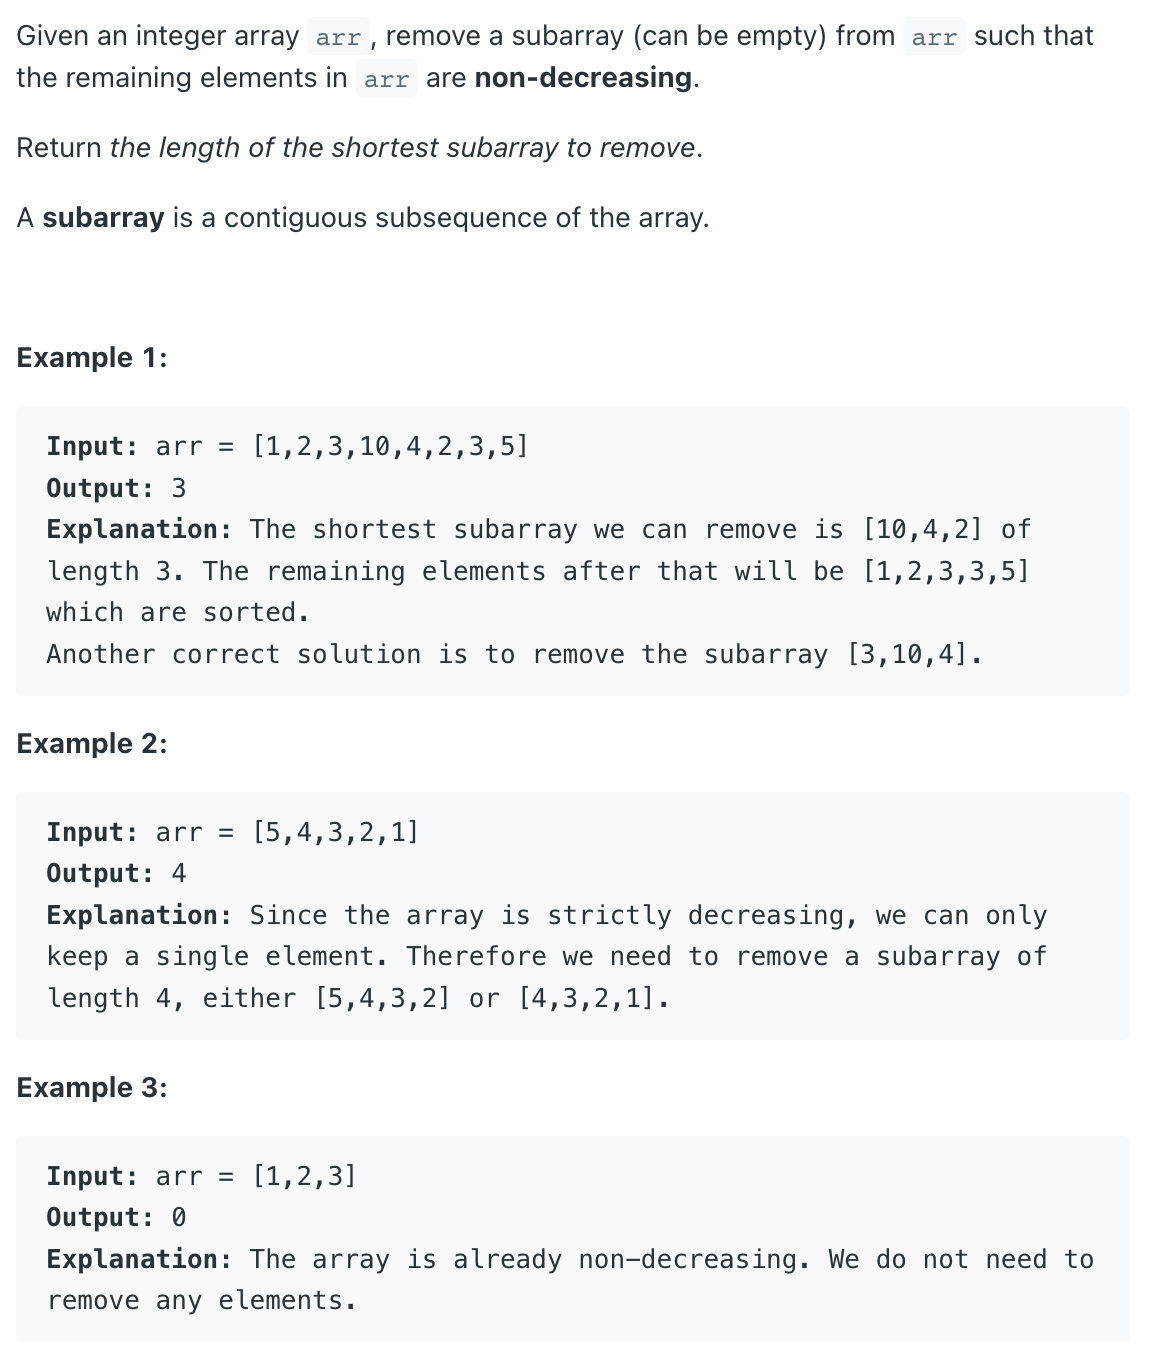 Given an integer array arr , remove a subarray (can be empty) from arr such that
the remaining elements in arr are non-decreasing.
Return the length of the shortest subarray to remove.
A subarray is a contiguous subsequence of the array.
Example 1:
Input: arr = [1,2,3,10,4,2,3,5]
Output: 3
Explanation: The shortest subarray we can remove is [10,4,2] of
length 3. The remaining elements after that will be [1,2,3,3,5]
which are sorted.
Another correct solution is to remove the subarray [3,10,4].
Example 2:
Input: arr = [5,4,3,2,1]
Output: 4
Explanation: Since the array is strictly decreasing, we can only
keep a single element. Therefore we need to remove a subarray of
length 4, either [5,4,3,2] or [4,3,2,1].
Example 3:
Input: arr = [1,2,3]
Output: 0
Explanation: The array is already non-decreasing. We do not need to
remove any elements.